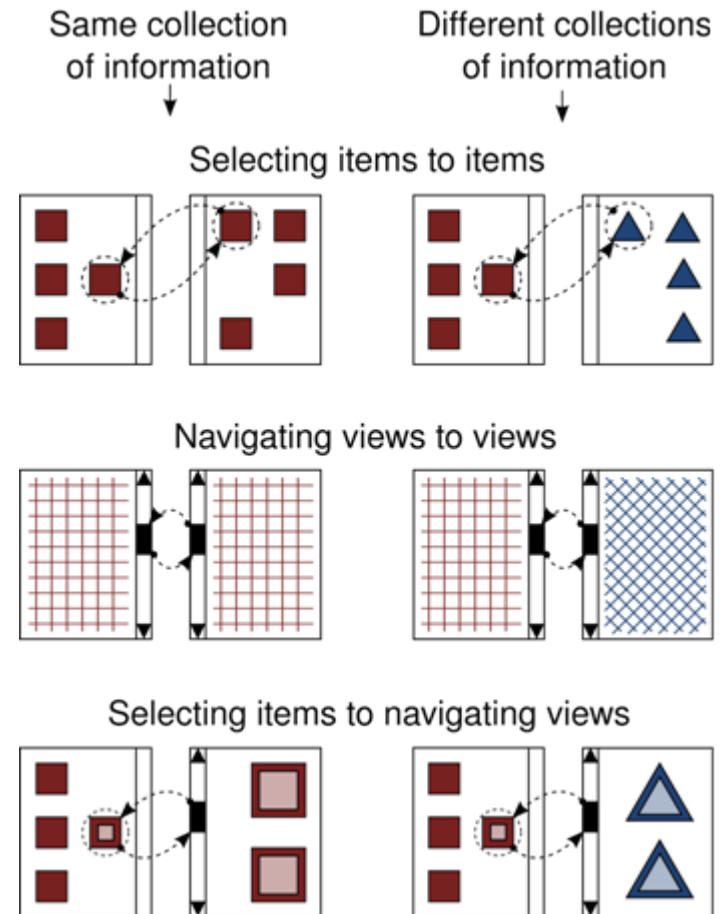 Same collection
of information
Different collections
of information
Selecting items to items
Navigating views to views
Selecting items to navigating views